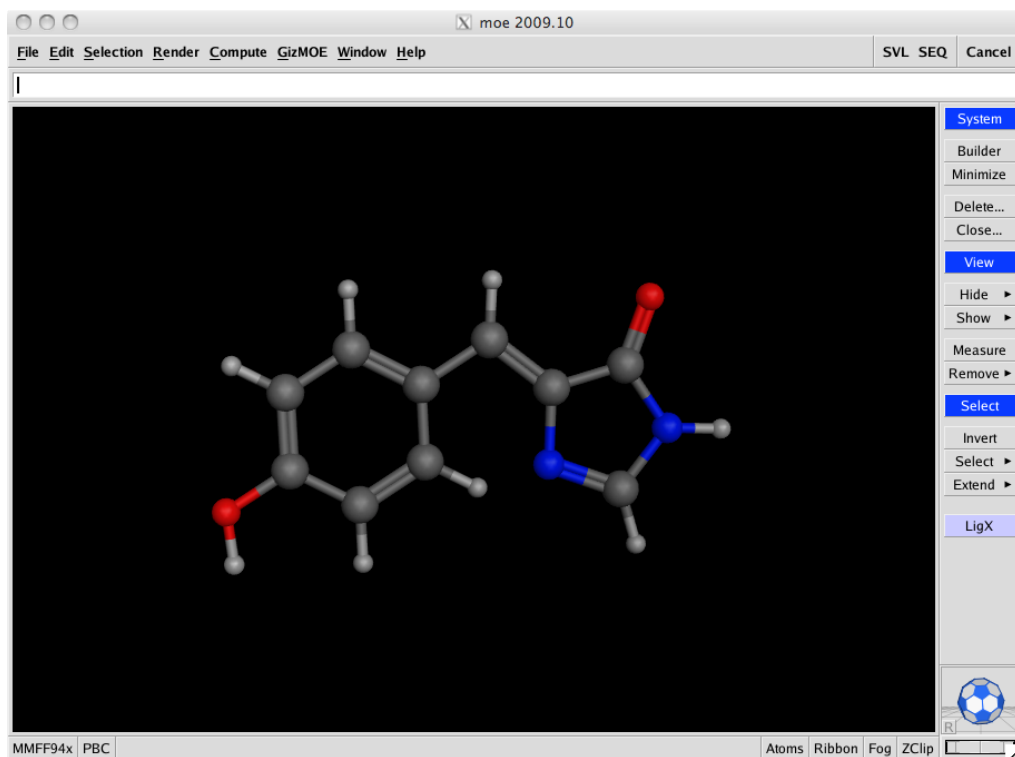 moe 2009.10
File Edit Selection Render Compute GizMOE Window Help SVL SEQ Cancel
System
Builder
Minimize
Delete...
Close...
View
Hide
Show
Measure
Remove
Select
Invert
Select
Extend
LigX
R
MMFF94x PBC Atoms Ribbon Fog ZClip